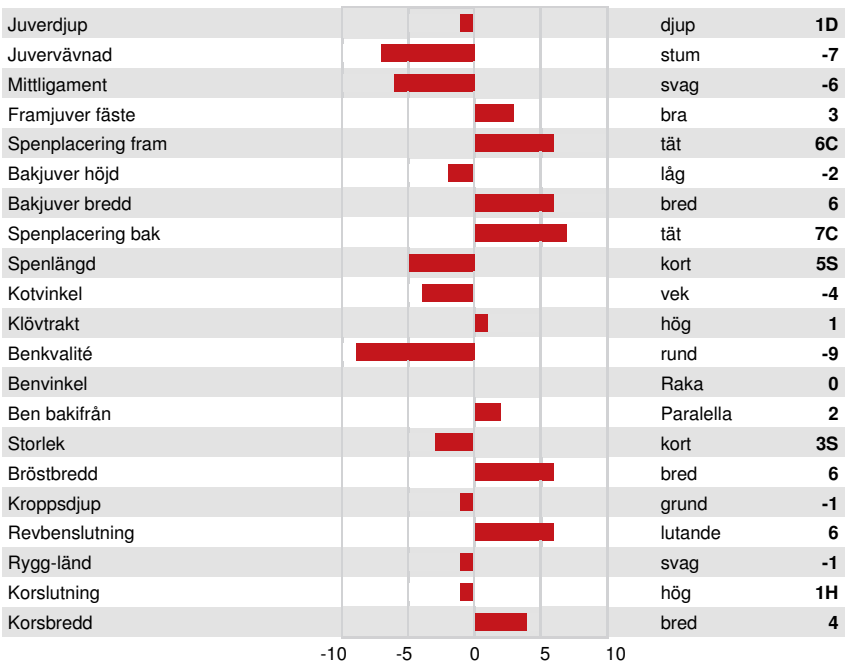 Juverdjup djup 1D
Juvervävnad stum -7
Mittligament svag -6
Framjuver fäste bra 3
Spenplacering fram tät 6C
Bakjuver höjd låg -2
Bakjuver bredd bred 6
Spenplacering bak tät 7C
Spenlängd kort 5S
Kotvinkel vek -4
Klövtrakt hög 1
Benkvalité rund -9
Benvinkel Raka 0
Ben bakifrån Paralella 2
Storlek kort 3S
Bröstbredd bred 6
Kroppsdjup grund -1
Revbenslutning lutande 6
Rygg-länd svag -1
Korslutning hög 1H
Korsbredd bred 4
-10 -5 0 5 10